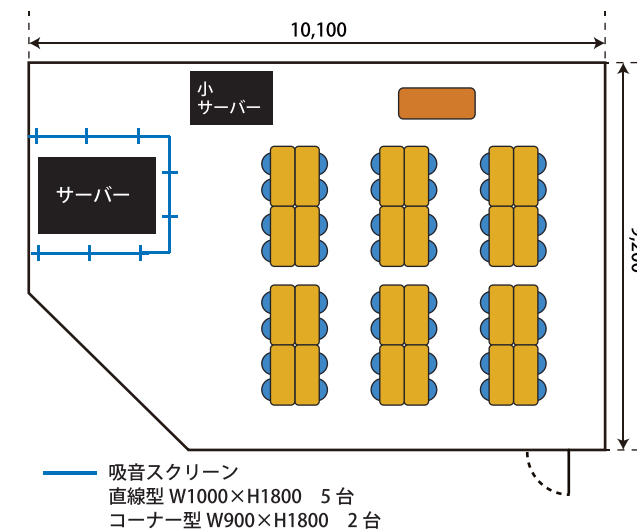 10,100
小
サーバー
サーバー
吸音スクリーン
直線型 W1000×H1800　5 台
コーナー型 W900×H1800　2 台